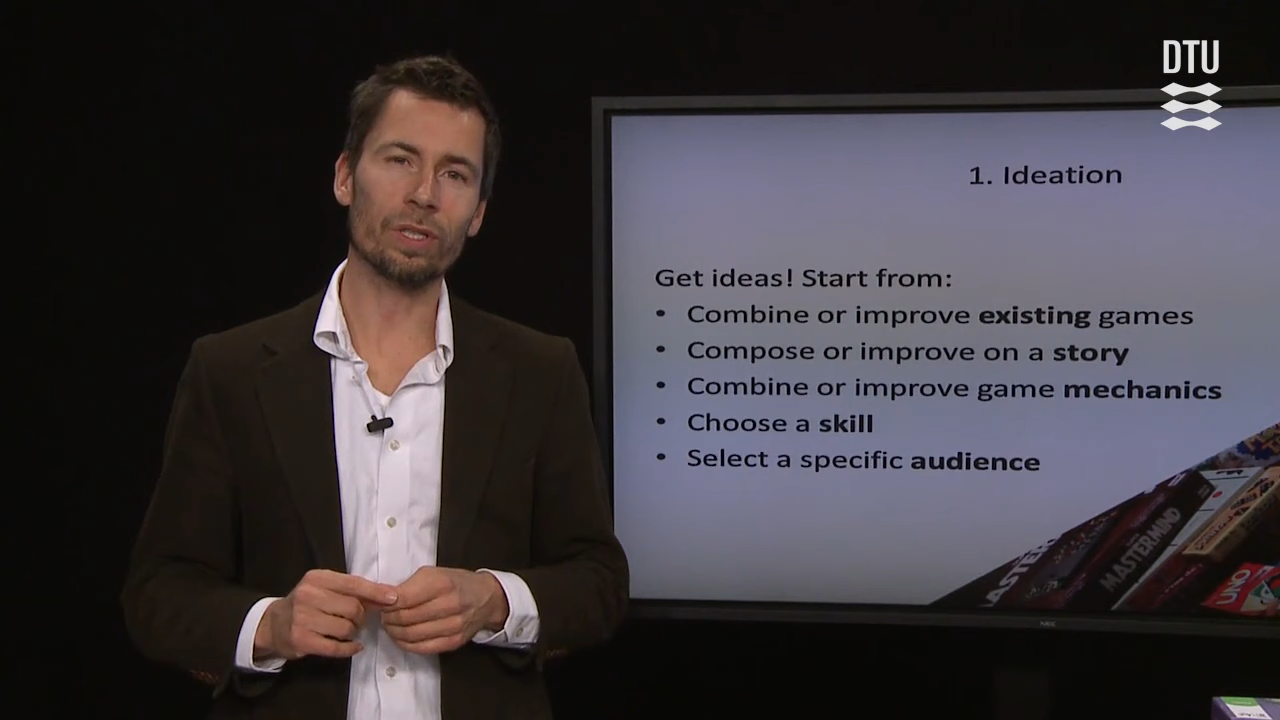 DTU
1. Ideation
Get ideas! Start from:
• Combine or improve existing games
• Compose or improve on a story
• Combine or improve game mechanics
• Choose a skill
• Select a specific audience
MASTERMIND
UNO
NEC